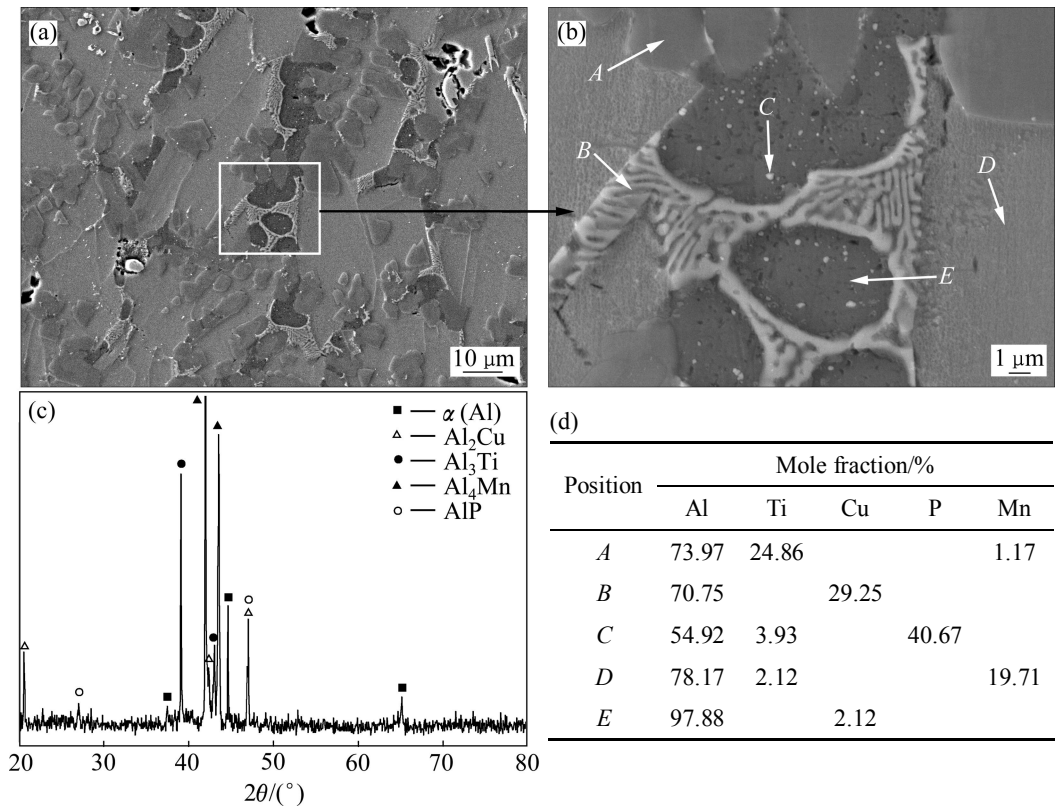 (a)
10 μm
(b)
A
C
B
D
E
1 μm
(c)
■ — α (Al)
△ — Al₂Cu
● — Al₃Ti
▲ — Al₄Mn
○ — AlP
20 30 40 50 60 70 80
2θ/(°)
(d)
Position Mole fraction/%
Al Ti Cu P Mn
A 73.97 24.86 1.17
B 70.75 29.25
C 54.92 3.93 40.67
D 78.17 2.12 19.71
E 97.88 2.12